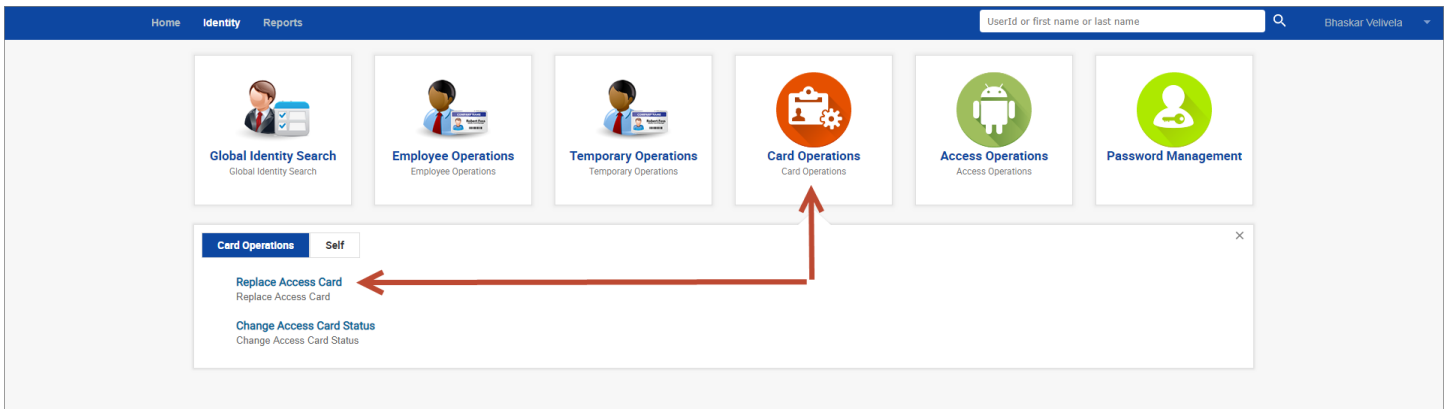 Home Identity Reports
UserId or first name or last name
Bhaskar Velivela
Global Identity Search
Global Identity Search
Employee Operations
Employee Operations
Temporary Operations
Temporary Operations
Card Operations
Card Operations
Access Operations
Access Operations
Password Management
Card Operations Self
Replace Access Card
Replace Access Card
Change Access Card Status
Change Access Card Status